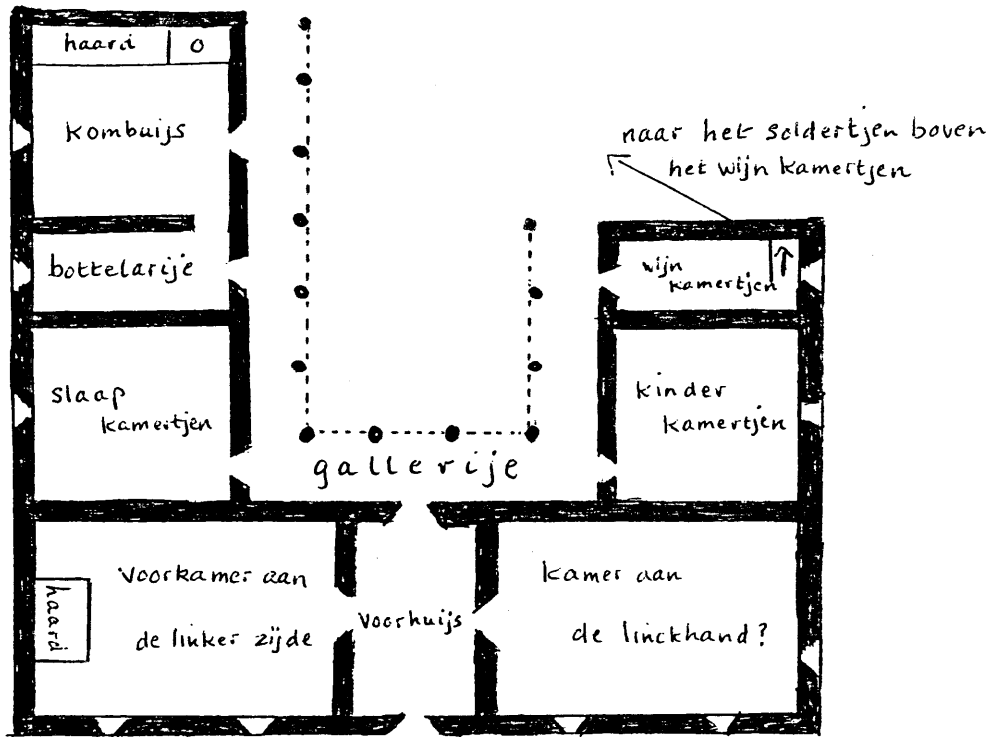 haard
O
kombuijs
naar het soldertjen boven
het wijn kamertjen
bottelarije
wijn
kamertjen
slaap
kamertjen
kinder
kamertjen
gallerije
voorkamer aan
de linker zijde
haard
voorhuijs
kamer aan
de linckhand?